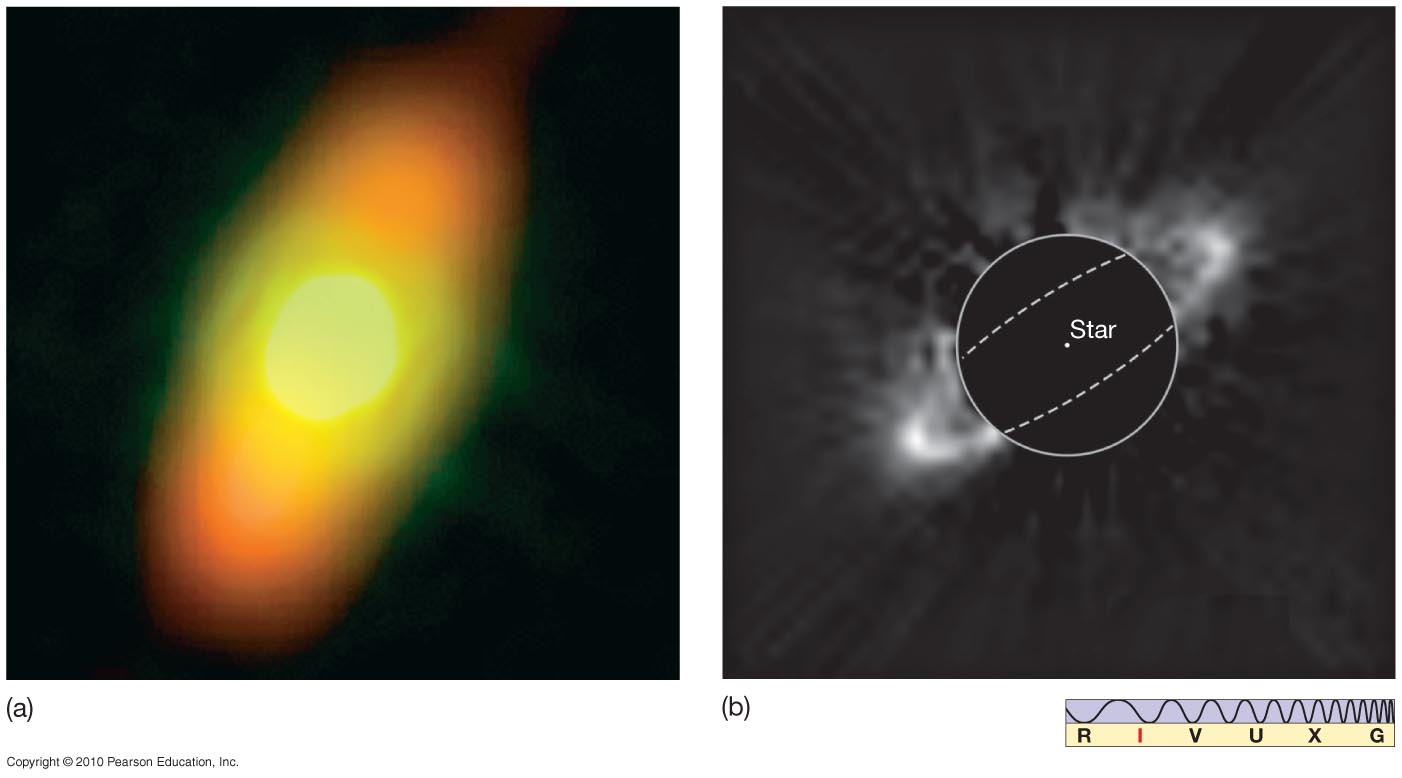 Star
(a)
(b)
R I V U X G
Copyright © 2010 Pearson Education, Inc.